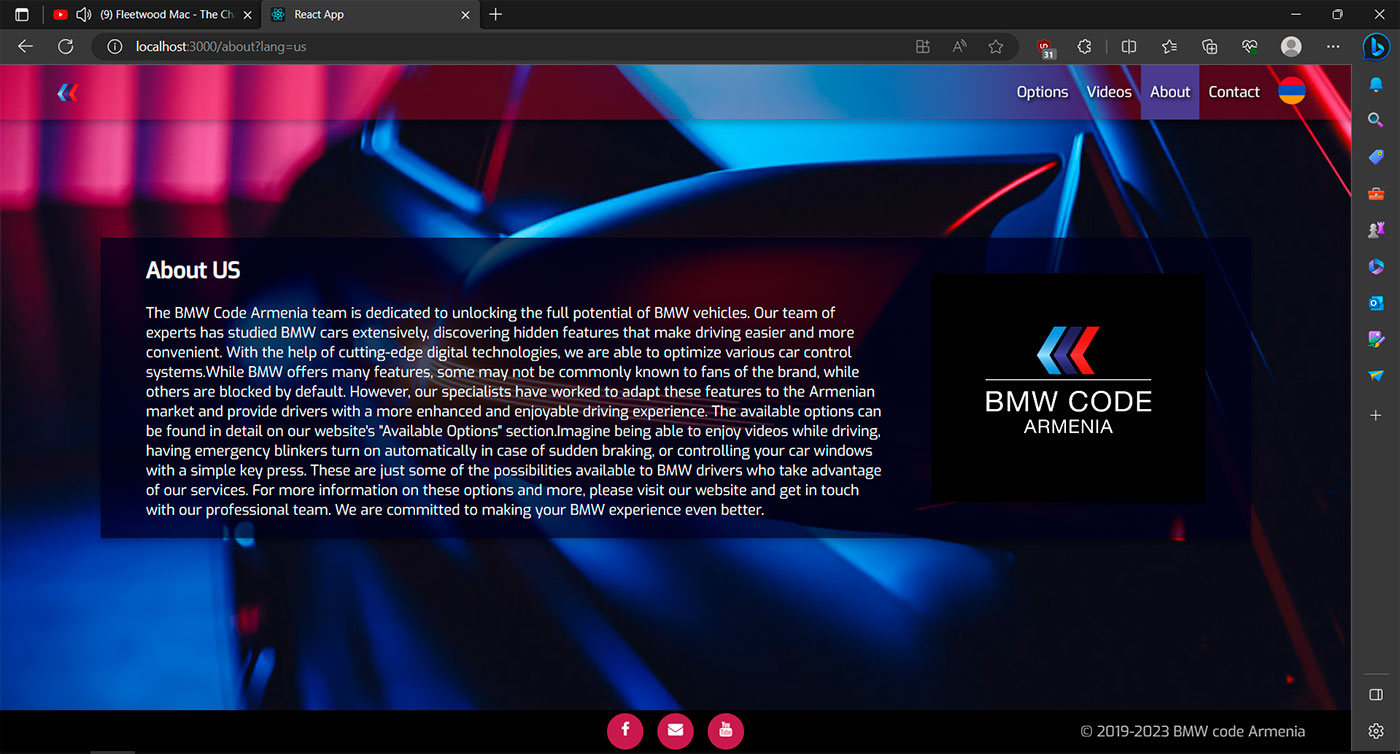 (9) Fleetwood Mac - The Ch
React App
localhost:3000/about?lang=us
31
Options
Videos
About
Contact
About US
The BMW Code Armenia team is dedicated to unlocking the full potential of BMW vehicles. Our team of
experts has studied BMW cars extensively, discovering hidden features that make driving easier and more
convenient. With the help of cutting-edge digital technologies, we are able to optimize various car control
systems.While BMW offers many features, some may not be commonly known to fans of the brand, while
others are blocked by default. However, our specialists have worked to adapt these features to the Armenian
market and provide drivers with a more enhanced and enjoyable driving experience. The available options can
be found in detail on our website's "Available Options" section.Imagine being able to enjoy videos while driving,
having emergency blinkers turn on automatically in case of sudden braking, or controlling your car windows
with a simple key press. These are just some of the possibilities available to BMW drivers who take advantage
of our services. For more information on these options and more, please visit our website and get in touch
with our professional team. We are committed to making your BMW experience even better.
BMW CODE
ARMENIA
You
Tube
© 2019-2023 BMW code Armenia